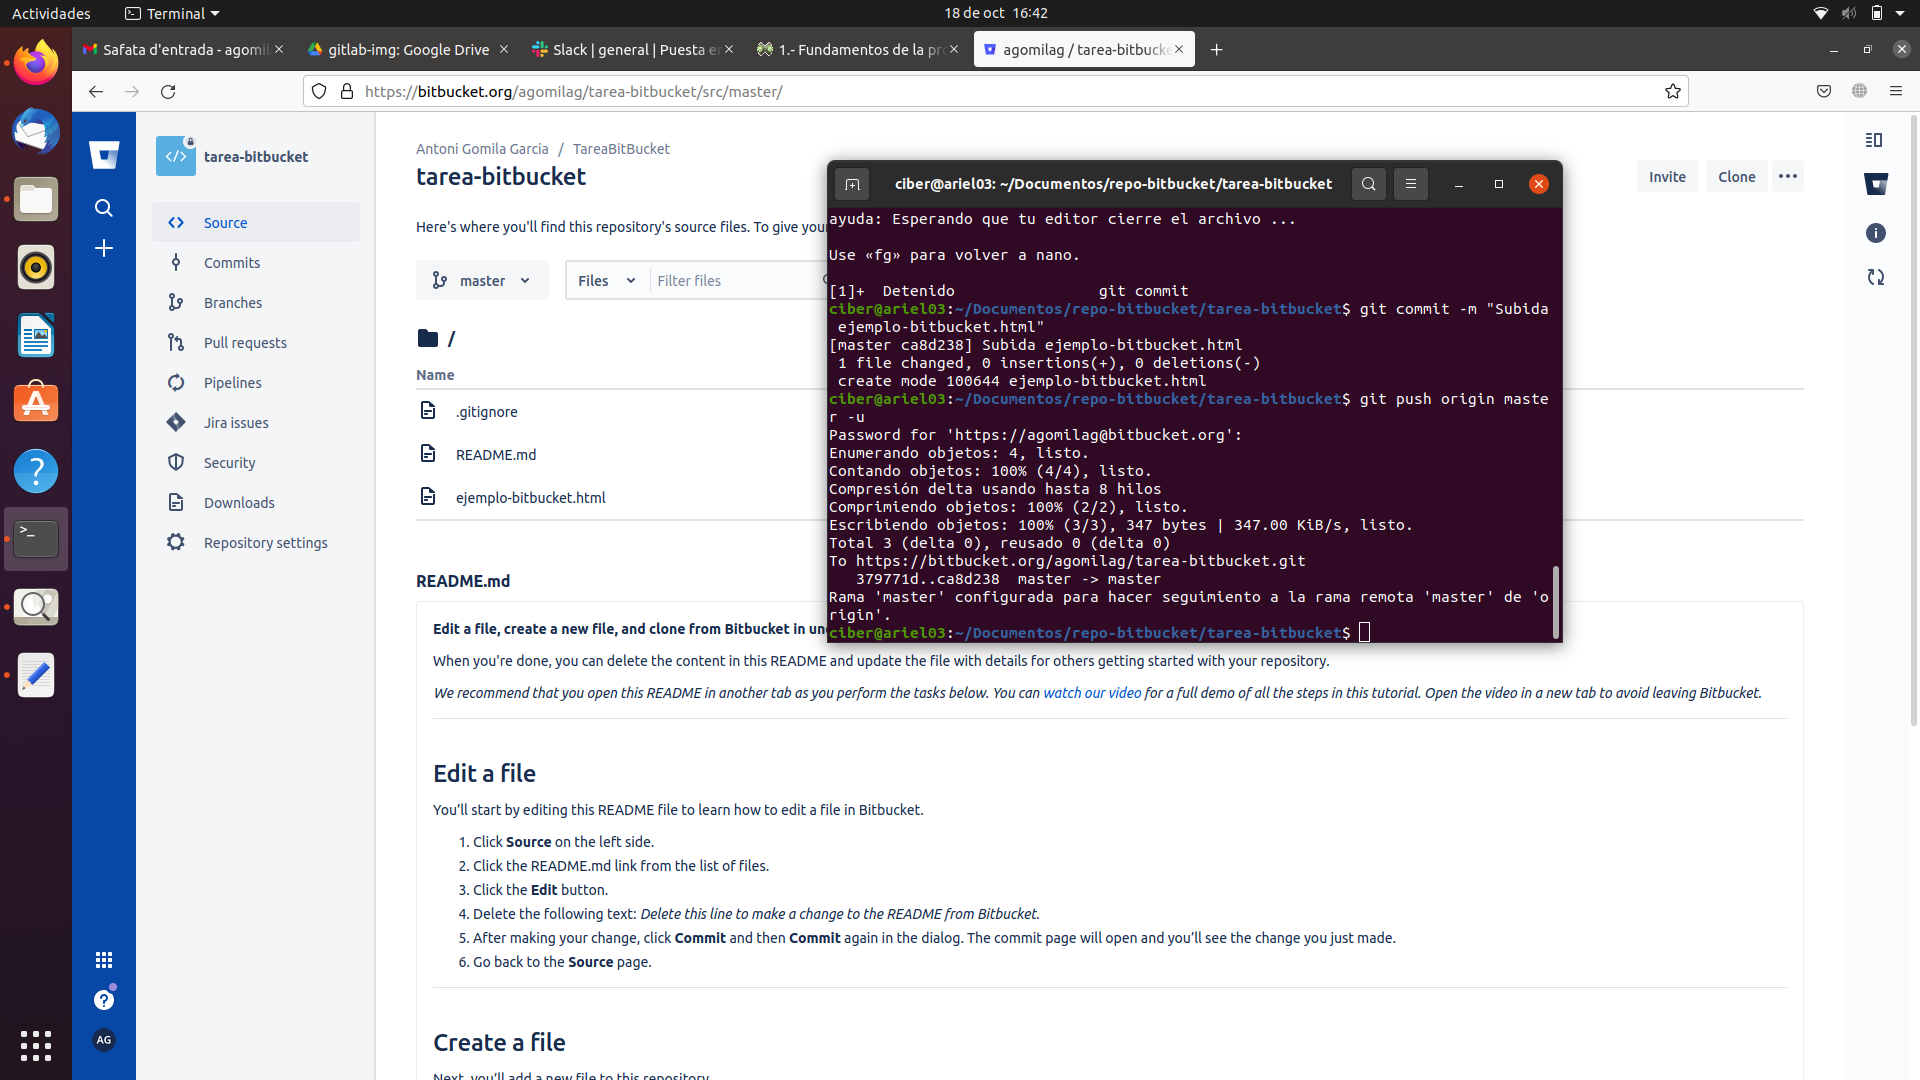 Actividades
Terminal
18 de oct 16:42
Safata d'entrada - agomil
gitlab-img: Google Drive
Slack | general | Puesta e
1.- Fundamentos de la pr
agomilag / tarea-bitbucke
https://bitbucket.org/agomilag/tarea-bitbucket/src/master/
tarea-bitbucket
Source
Commits
Branches
Pull requests
Pipelines
Jira issues
Security
Downloads
Repository settings
AG
Antoni Gomila Garcia / TareaBitBucket
tarea-bitbucket
Invite
Clone
Here's where you'll find this repository's source files. To give you
master
Files
Filter files
/
Name
.gitignore
README.md
ejemplo-bitbucket.html
README.md
Edit a file, create a new file, and clone from Bitbucket in un
When you're done, you can delete the content in this README and update the file with details for others getting started with your repository.
We recommend that you open this README in another tab as you perform the tasks below. You can watch our video for a full demo of all the steps in this tutorial. Open the video in a new tab to avoid leaving Bitbucket.
Edit a file
You’ll start by editing this README file to learn how to edit a file in Bitbucket.
1. Click Source on the left side.
2. Click the README.md link from the list of files.
3. Click the Edit button.
4. Delete the following text: Delete this line to make a change to the README from Bitbucket.
5. After making your change, click Commit and then Commit again in the dialog. The commit page will open and you’ll see the change you just made.
6. Go back to the Source page.
Create a file
Next, you’ll add a new file to this repository.
ciber@ariel03: ~/Documentos/repo-bitbucket/tarea-bitbucket
ayuda: Esperando que tu editor cierre el archivo ...
Use «fg» para volver a nano.
[1]+  Detenido                git commit
ciber@ariel03:~/Documentos/repo-bitbucket/tarea-bitbucket$ git commit -m "Subida
 ejemplo-bitbucket.html"
[master ca8d238] Subida ejemplo-bitbucket.html
 1 file changed, 0 insertions(+), 0 deletions(-)
 create mode 100644 ejemplo-bitbucket.html
ciber@ariel03:~/Documentos/repo-bitbucket/tarea-bitbucket$ git push origin maste
r -u
Password for 'https://agomilag@bitbucket.org':
Enumerando objetos: 4, listo.
Contando objetos: 100% (4/4), listo.
Compresión delta usando hasta 8 hilos
Comprimiendo objetos: 100% (2/2), listo.
Escribiendo objetos: 100% (3/3), 347 bytes | 347.00 KiB/s, listo.
Total 3 (delta 0), reusado 0 (delta 0)
To https://bitbucket.org/agomilag/tarea-bitbucket.git
   379771d..ca8d238  master -> master
Rama 'master' configurada para hacer seguimiento a la rama remota 'master' de 'o
rigin'.
ciber@ariel03:~/Documentos/repo-bitbucket/tarea-bitbucket$